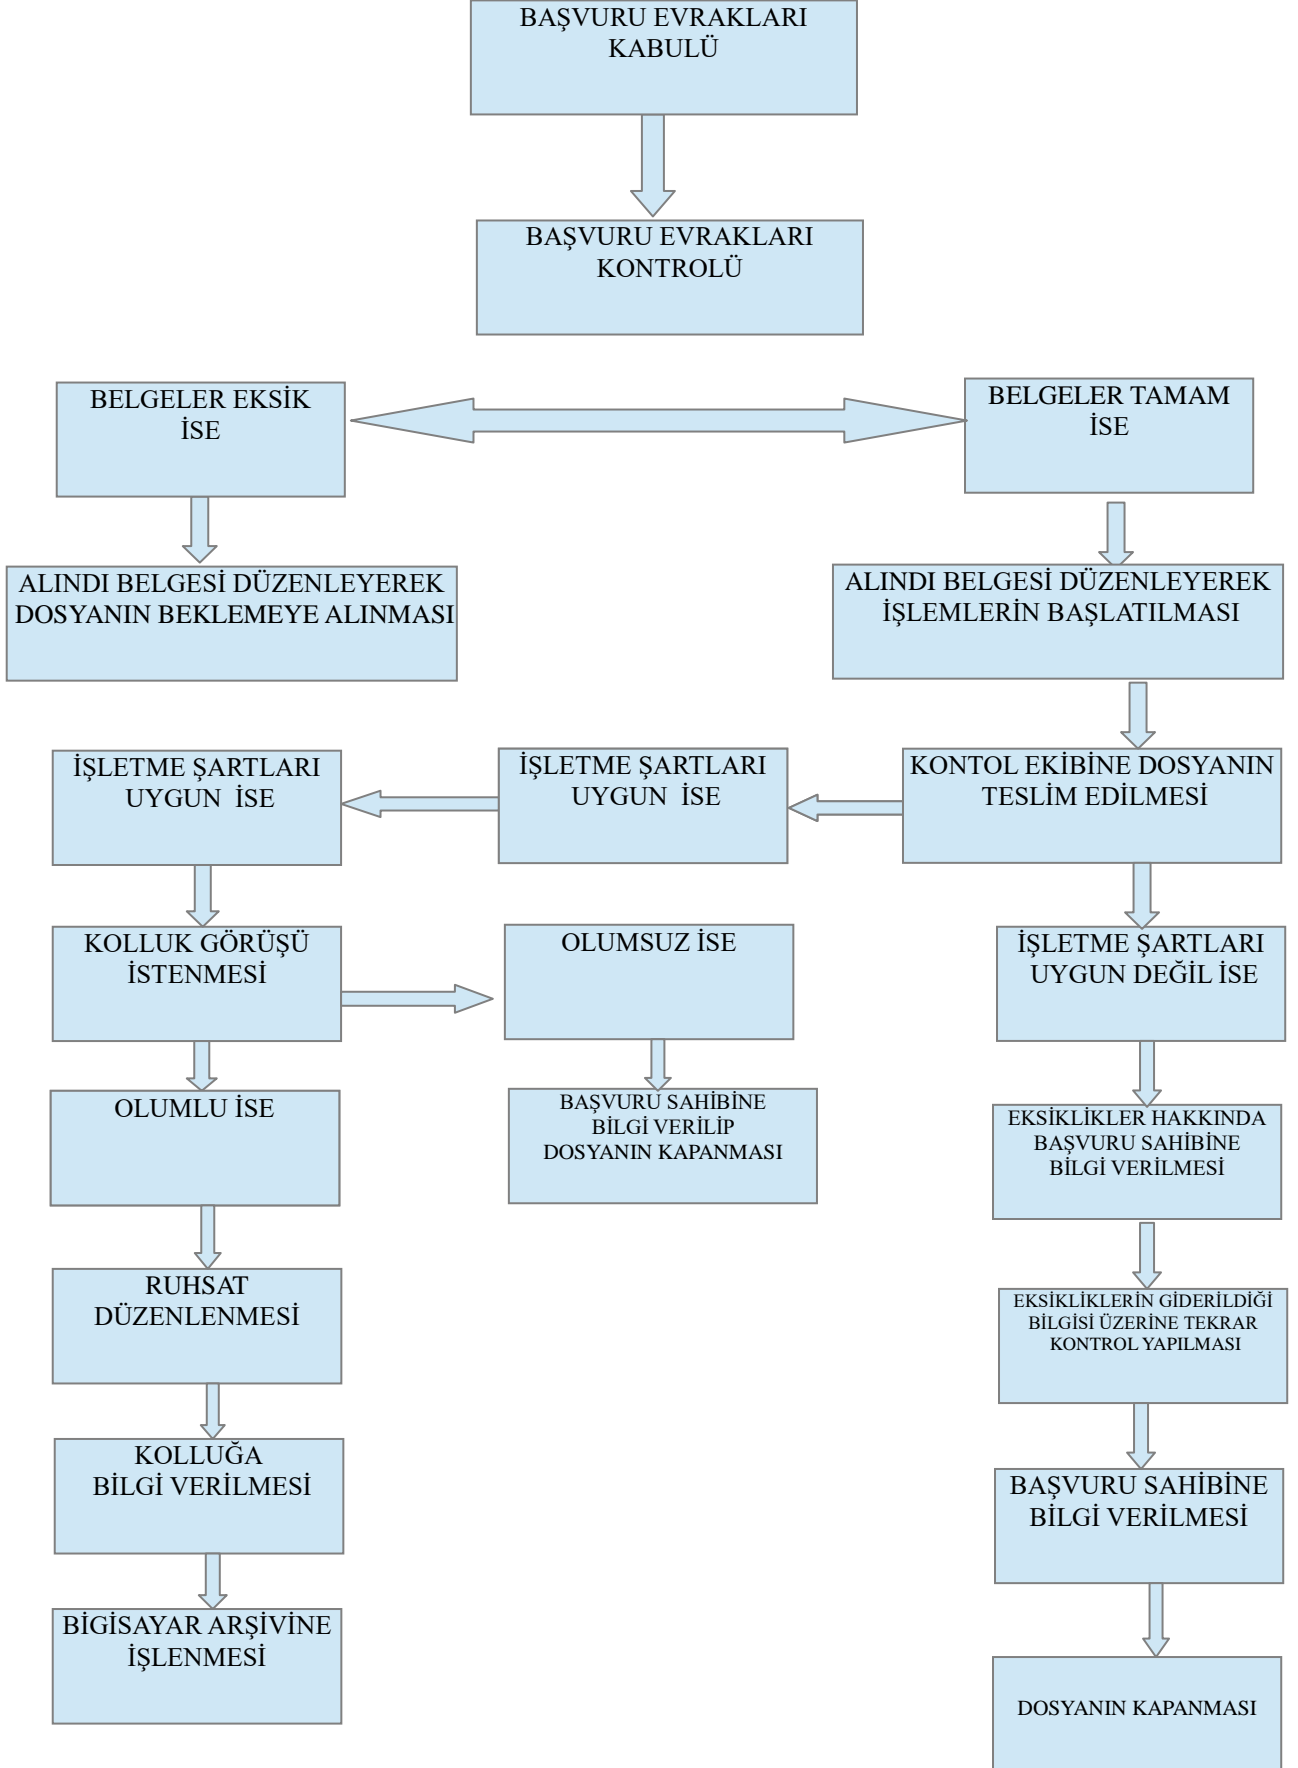 BAŞVURU EVRAKLARI
KABULÜ
BAŞVURU EVRAKLARI
KONTROLÜ
BELGELER EKSİK
İSE
BELGELER TAMAM
İSE
ALINDI BELGESİ DÜZENLEYEREK
DOSYANIN BEKLEMEYE ALINMASI
ALINDI BELGESİ DÜZENLEYEREK
İŞLEMLERİN BAŞLATILMASI
İŞLETME ŞARTLARI
UYGUN İSE
İŞLETME ŞARTLARI
UYGUN İSE
KONTOL EKİBİNE DOSYANIN
TESLİM EDİLMESİ
KOLLUK GÖRÜŞÜ
İSTENMESİ
OLUMSUZ İSE
İŞLETME ŞARTLARI
UYGUN DEĞİL İSE
OLUMLU İSE
BAŞVURU SAHİBİNE
BİLGİ VERİLİP
DOSYANIN KAPANMASI
EKSİKLİKLER HAKKINDA
BAŞVURU SAHİBİNE
BİLGİ VERİLMESİ
RUHSAT
DÜZENLENMESİ
EKSİKLİKLERİN GİDERİLDİĞİ
BİLGİSİ ÜZERİNE TEKRAR
KONTROL YAPILMASI
KOLLUĞA
BİLGİ VERİLMESİ
BAŞVURU SAHİBİNE
BİLGİ VERİLMESİ
BİGİSAYAR ARŞİVİNE
İŞLENMESİ
DOSYANIN KAPANMASI